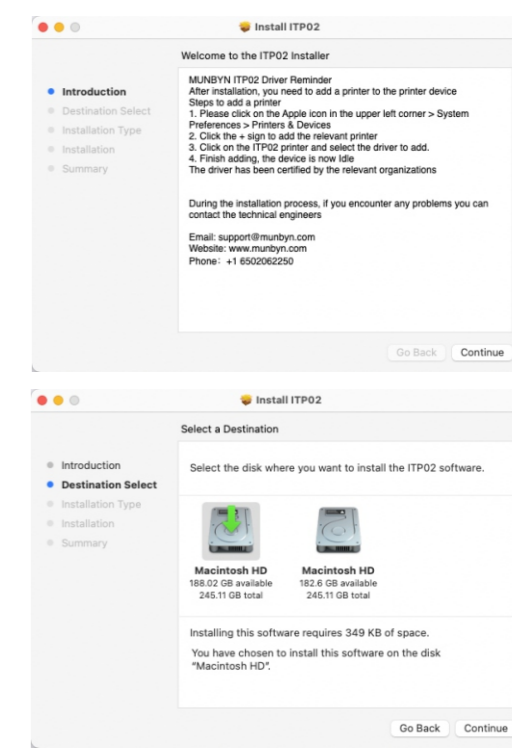 Install ITP02
Welcome to the ITP02 Installer
Introduction
Destination Select
Installation Type
Installation
Summary
MUNBYN ITP02 Driver Reminder
After installation, you need to add a printer to the printer device
Steps to add a printer
1. Please click on the Apple icon in the upper left corner > System
Preferences > Printers & Devices
2. Click the + sign to add the relevant printer
3. Click on the ITP02 printer and select the driver to add.
4. Finish adding, the device is now Idle
The driver has been certified by the relevant organizations
During the installation process, if you encounter any problems you can
contact the technical engineers
Email: support@munbyn.com
Website: www.munbyn.com
Phone: +1 6502062250
Go Back
Continue
Install ITP02
Select a Destination
Introduction
Destination Select
Installation Type
Installation
Summary
Select the disk where you want to install the ITP02 software.
Macintosh HD
188.02 GB available
245.11 GB total
Macintosh HD
182.6 GB available
245.11 GB total
Installing this software requires 349 KB of space.
You have chosen to install this software on the disk
“Macintosh HD”.
Go Back
Continue